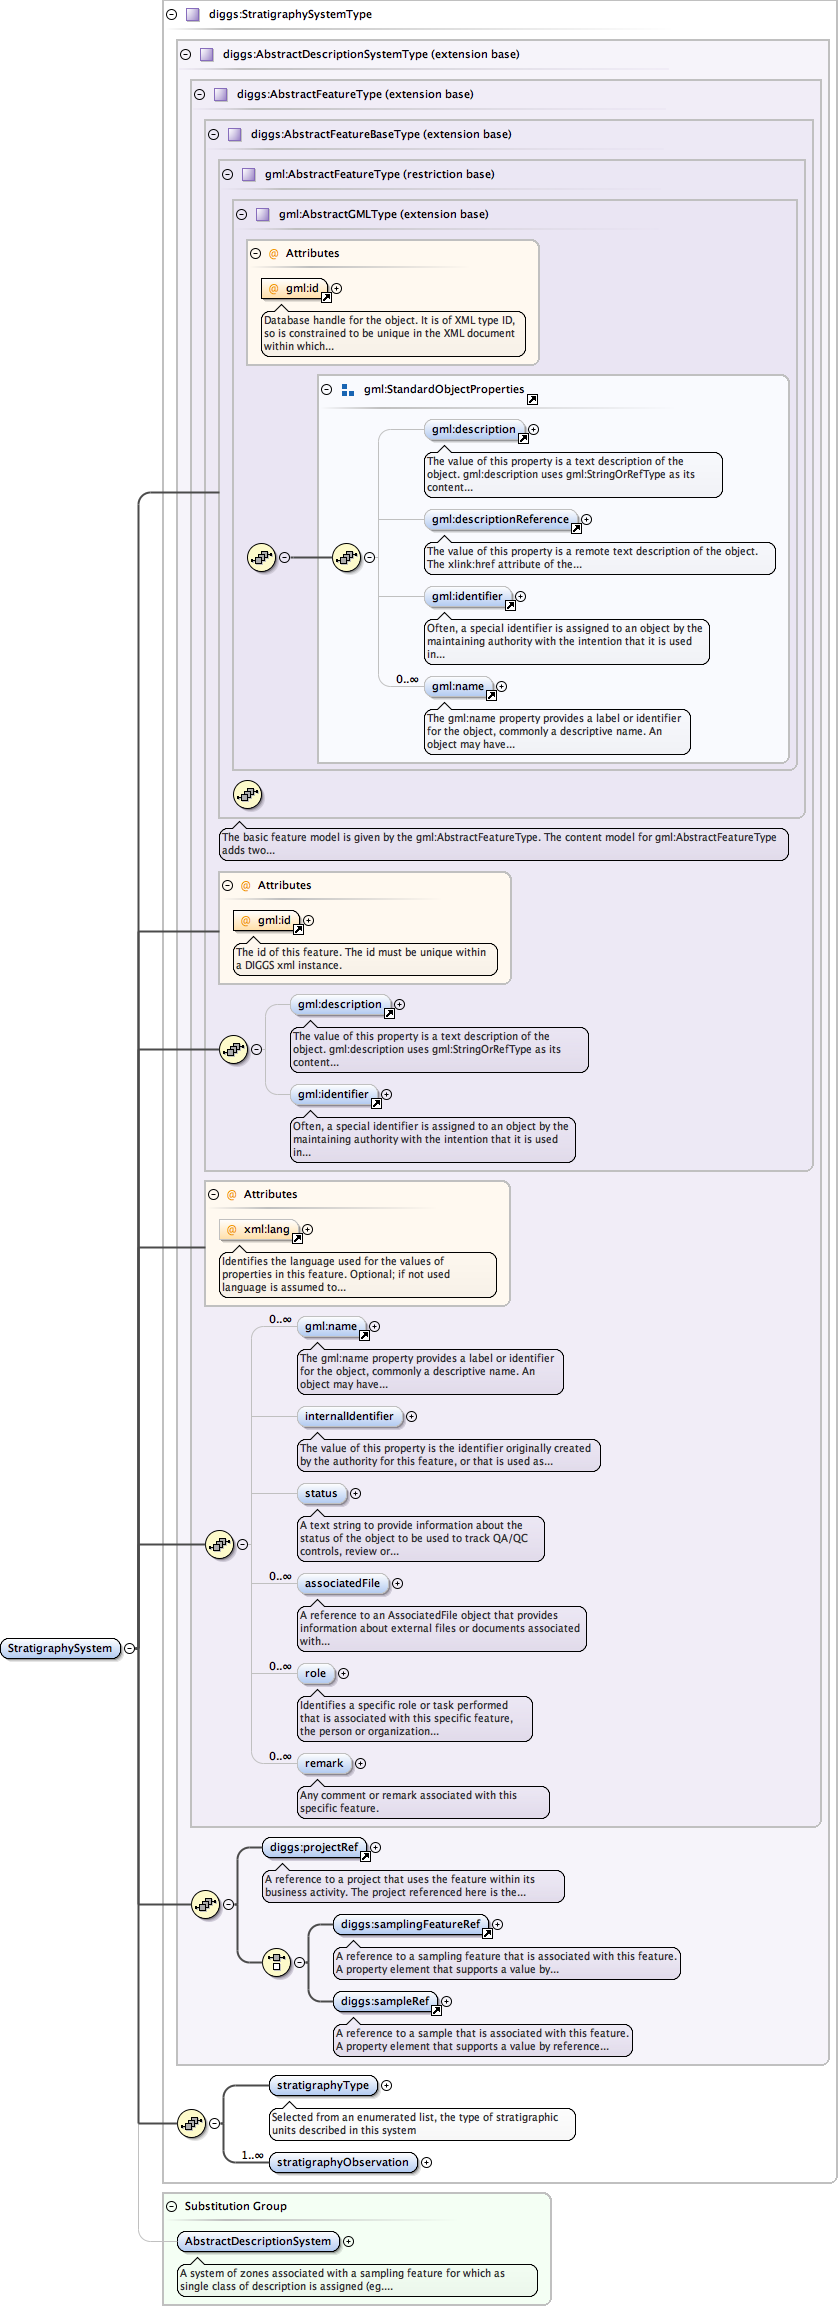 diggs:StratigraphySystemType
diggs:AbstractDescriptionSystemType (extension base)
diggs:AbstractFeatureType (extension base)
diggs:AbstractFeatureBaseType (extension base)
gml:AbstractFeatureType (restriction base)
gml:AbstractGMLType (extension base)
@ Attributes
@ gml:id
Database handle for the object. It is of XML type ID,
so is constrained to be unique in the XML document
within which...
gml:StandardObjectProperties
gml:description
The value of this property is a text description of the
object. gml:description uses gml:StringOrRefType as its
content...
gml:descriptionReference
The value of this property is a remote text description of the object.
The xlink:href attribute of the...
gml:identifier
Often, a special identifier is assigned to an object by the
maintaining authority with the intention that it is used
in...
0..∞
gml:name
The gml:name property provides a label or identifier
for the object, commonly a descriptive name. An
object may have...
The basic feature model is given by the gml:AbstractFeatureType. The content model for gml:AbstractFeatureType
adds two...
@ Attributes
@ gml:id
The id of this feature. The id must be unique within
a DIGGS xml instance.
gml:description
The value of this property is a text description of the
object. gml:description uses gml:StringOrRefType as its
content...
gml:identifier
Often, a special identifier is assigned to an object by the
maintaining authority with the intention that it is used
in...
@ Attributes
@ xml:lang
Identifies the language used for the values of
properties in this feature. Optional; if not used
language is assumed to...
0..∞
gml:name
The gml:name property provides a label or identifier
for the object, commonly a descriptive name. An
object may have...
internalIdentifier
The value of this property is the identifier originally created
by the authority for this feature, or that is used as...
status
A text string to provide information about the
status of the object to be used to track QA/QC
controls, review or...
0..∞
associatedFile
A reference to an AssociatedFile object that provides
information about external files or documents associated
with...
StratigraphySystem
0..∞
role
Identifies a specific role or task performed
that is associated with this specific feature,
the person or organization...
0..∞
remark
Any comment or remark associated with this
specific feature.
diggs:projectRef
A reference to a project that uses the feature within its
business activity. The project referenced here is the...
diggs:samplingFeatureRef
A reference to a sampling feature that is associated with this feature.
A property element that supports a value by...
diggs:sampleRef
A reference to a sample that is associated with this feature.
A property element that supports a value by reference...
stratigraphyType
Selected from an enumerated list, the type of stratigraphic
units described in this system
1..∞
stratigraphyObservation
Substitution Group
AbstractDescriptionSystem
A system of zones associated with a sampling feature for which as
single class of description is assigned (eg....